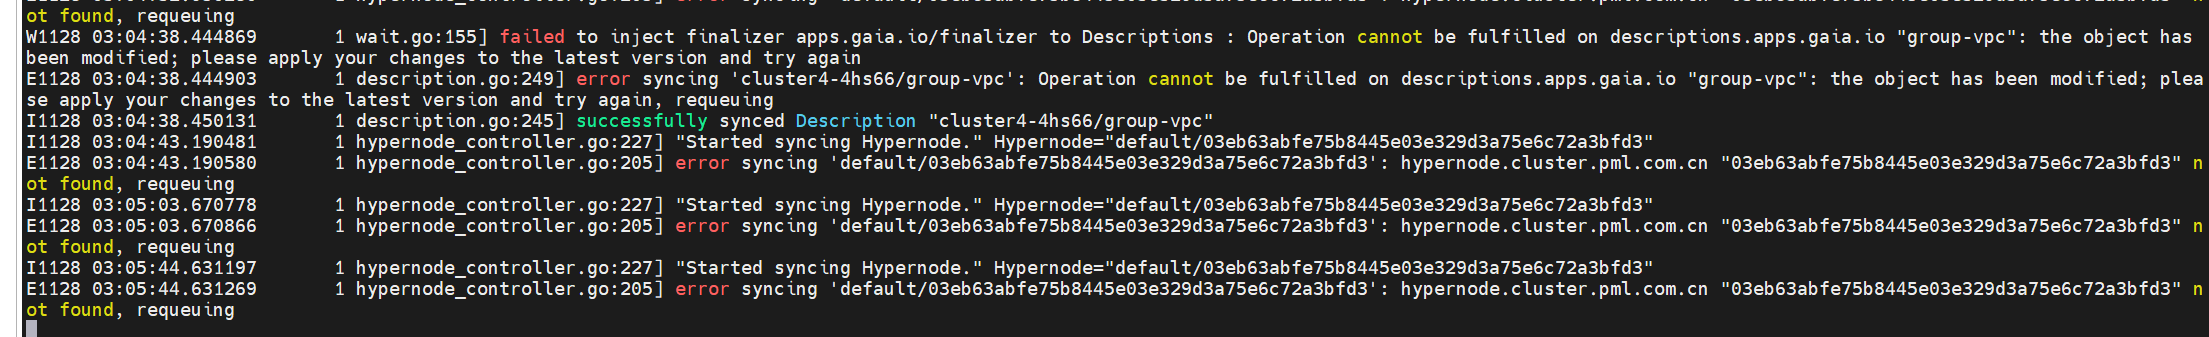 ot found, requeuing
W1128 03:04:38.444869       1 wait.go:155] failed to inject finalizer apps.gaia.io/finalizer to Descriptions : Operation cannot be fulfilled on descriptions.apps.gaia.io "group-vpc": the object has
been modified; please apply your changes to the latest version and try again
E1128 03:04:38.444903       1 description.go:249] error syncing 'cluster4-4hs66/group-vpc': Operation cannot be fulfilled on descriptions.apps.gaia.io "group-vpc": the object has been modified; plea
se apply your changes to the latest version and try again, requeuing
I1128 03:04:38.450131       1 description.go:245] successfully synced Description "cluster4-4hs66/group-vpc"
I1128 03:04:43.190481       1 hypernode_controller.go:227] "Started syncing Hypernode." Hypernode="default/03eb63abfe75b8445e03e329d3a75e6c72a3bfd3"
E1128 03:04:43.190580       1 hypernode_controller.go:205] error syncing 'default/03eb63abfe75b8445e03e329d3a75e6c72a3bfd3': hypernode.cluster.pml.com.cn "03eb63abfe75b8445e03e329d3a75e6c72a3bfd3" n
ot found, requeuing
I1128 03:05:03.670778       1 hypernode_controller.go:227] "Started syncing Hypernode." Hypernode="default/03eb63abfe75b8445e03e329d3a75e6c72a3bfd3"
E1128 03:05:03.670866       1 hypernode_controller.go:205] error syncing 'default/03eb63abfe75b8445e03e329d3a75e6c72a3bfd3': hypernode.cluster.pml.com.cn "03eb63abfe75b8445e03e329d3a75e6c72a3bfd3" n
ot found, requeuing
I1128 03:05:44.631197       1 hypernode_controller.go:227] "Started syncing Hypernode." Hypernode="default/03eb63abfe75b8445e03e329d3a75e6c72a3bfd3"
E1128 03:05:44.631269       1 hypernode_controller.go:205] error syncing 'default/03eb63abfe75b8445e03e329d3a75e6c72a3bfd3': hypernode.cluster.pml.com.cn "03eb63abfe75b8445e03e329d3a75e6c72a3bfd3" n
ot found, requeuing